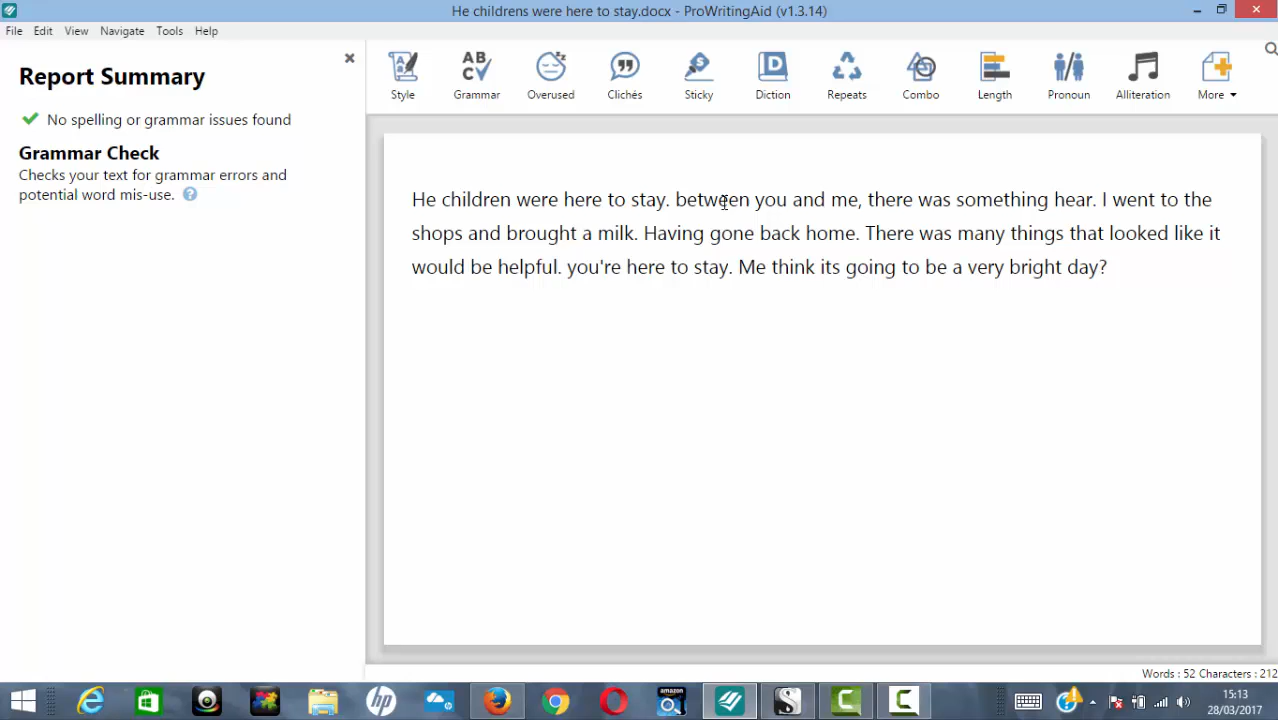 He childrens were here to stay.docx - ProWritingAid (v1.3.14)
File Edit View Navigate Tools Help
Report Summary
No spelling or grammar issues found
Grammar Check
Checks your text for grammar errors and
potential word mis-use.
Style Grammar Overused Clichés Sticky Diction Repeats Combo Length Pronoun Alliteration More
He children were here to stay. between you and me, there was something hear. I went to the
shops and brought a milk. Having gone back home. There was many things that looked like it
would be helpful. you're here to stay. Me think its going to be a very bright day?
Words : 52 Characters : 212
amazon
15:13
28/03/2017